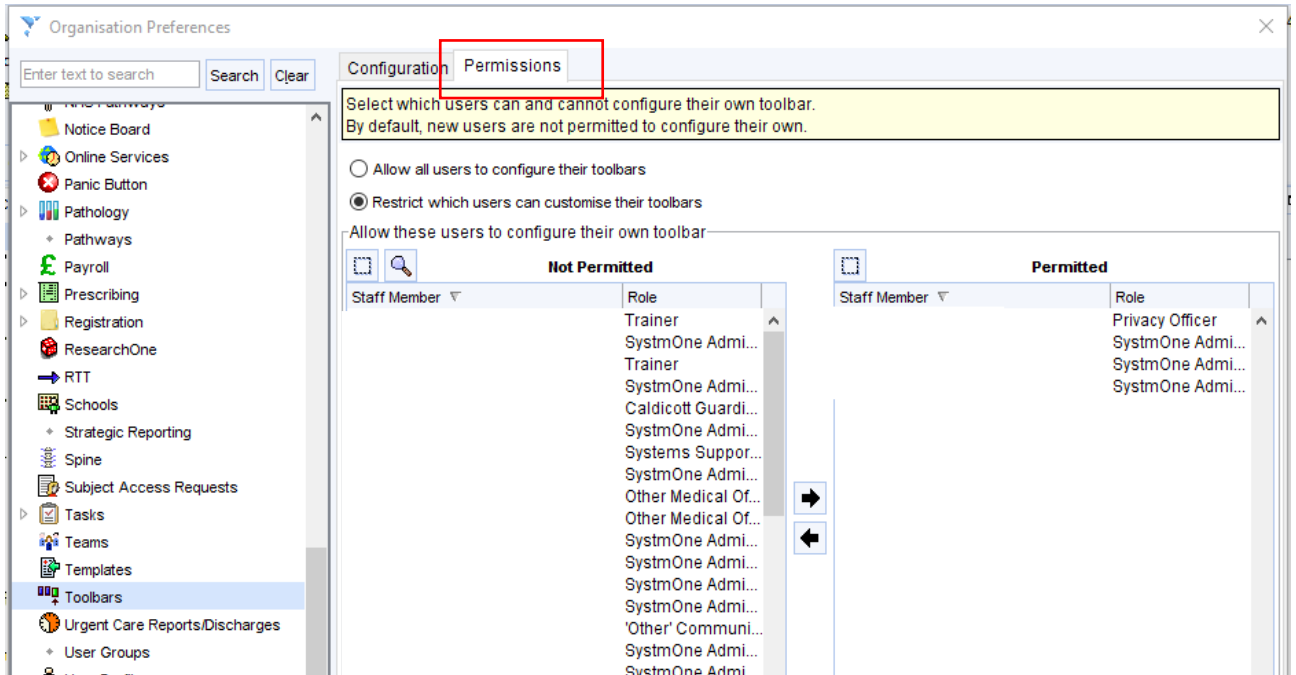 Organisation Preferences
Enter text to search
Search
Clear
Notice Board
Online Services
Panic Button
Pathology
Pathways
Payroll
Prescribing
Registration
ResearchOne
RTT
Schools
Strategic Reporting
Spine
Subject Access Requests
Tasks
Teams
Templates
Toolbars
Urgent Care Reports/Discharges
User Groups
Configuration
Permissions
Select which users can and cannot configure their own toolbar.
By default, new users are not permitted to configure their own.
Allow all users to configure their toolbars
Restrict which users can customise their toolbars
Allow these users to configure their own toolbar
Not Permitted
Staff Member Role
Trainer
SystmOne Admi...
Trainer
SystmOne Admi...
Caldicott Guardi...
SystmOne Admi...
Systems Suppor...
SystmOne Admi...
Other Medical Of...
Other Medical Of...
SystmOne Admi...
SystmOne Admi...
SystmOne Admi...
SystmOne Admi...
'Other' Communi...
SystmOne Admi...
SystmOne Admi
Permitted
Staff Member Role
Privacy Officer
SystmOne Admi...
SystmOne Admi...
SystmOne Admi...